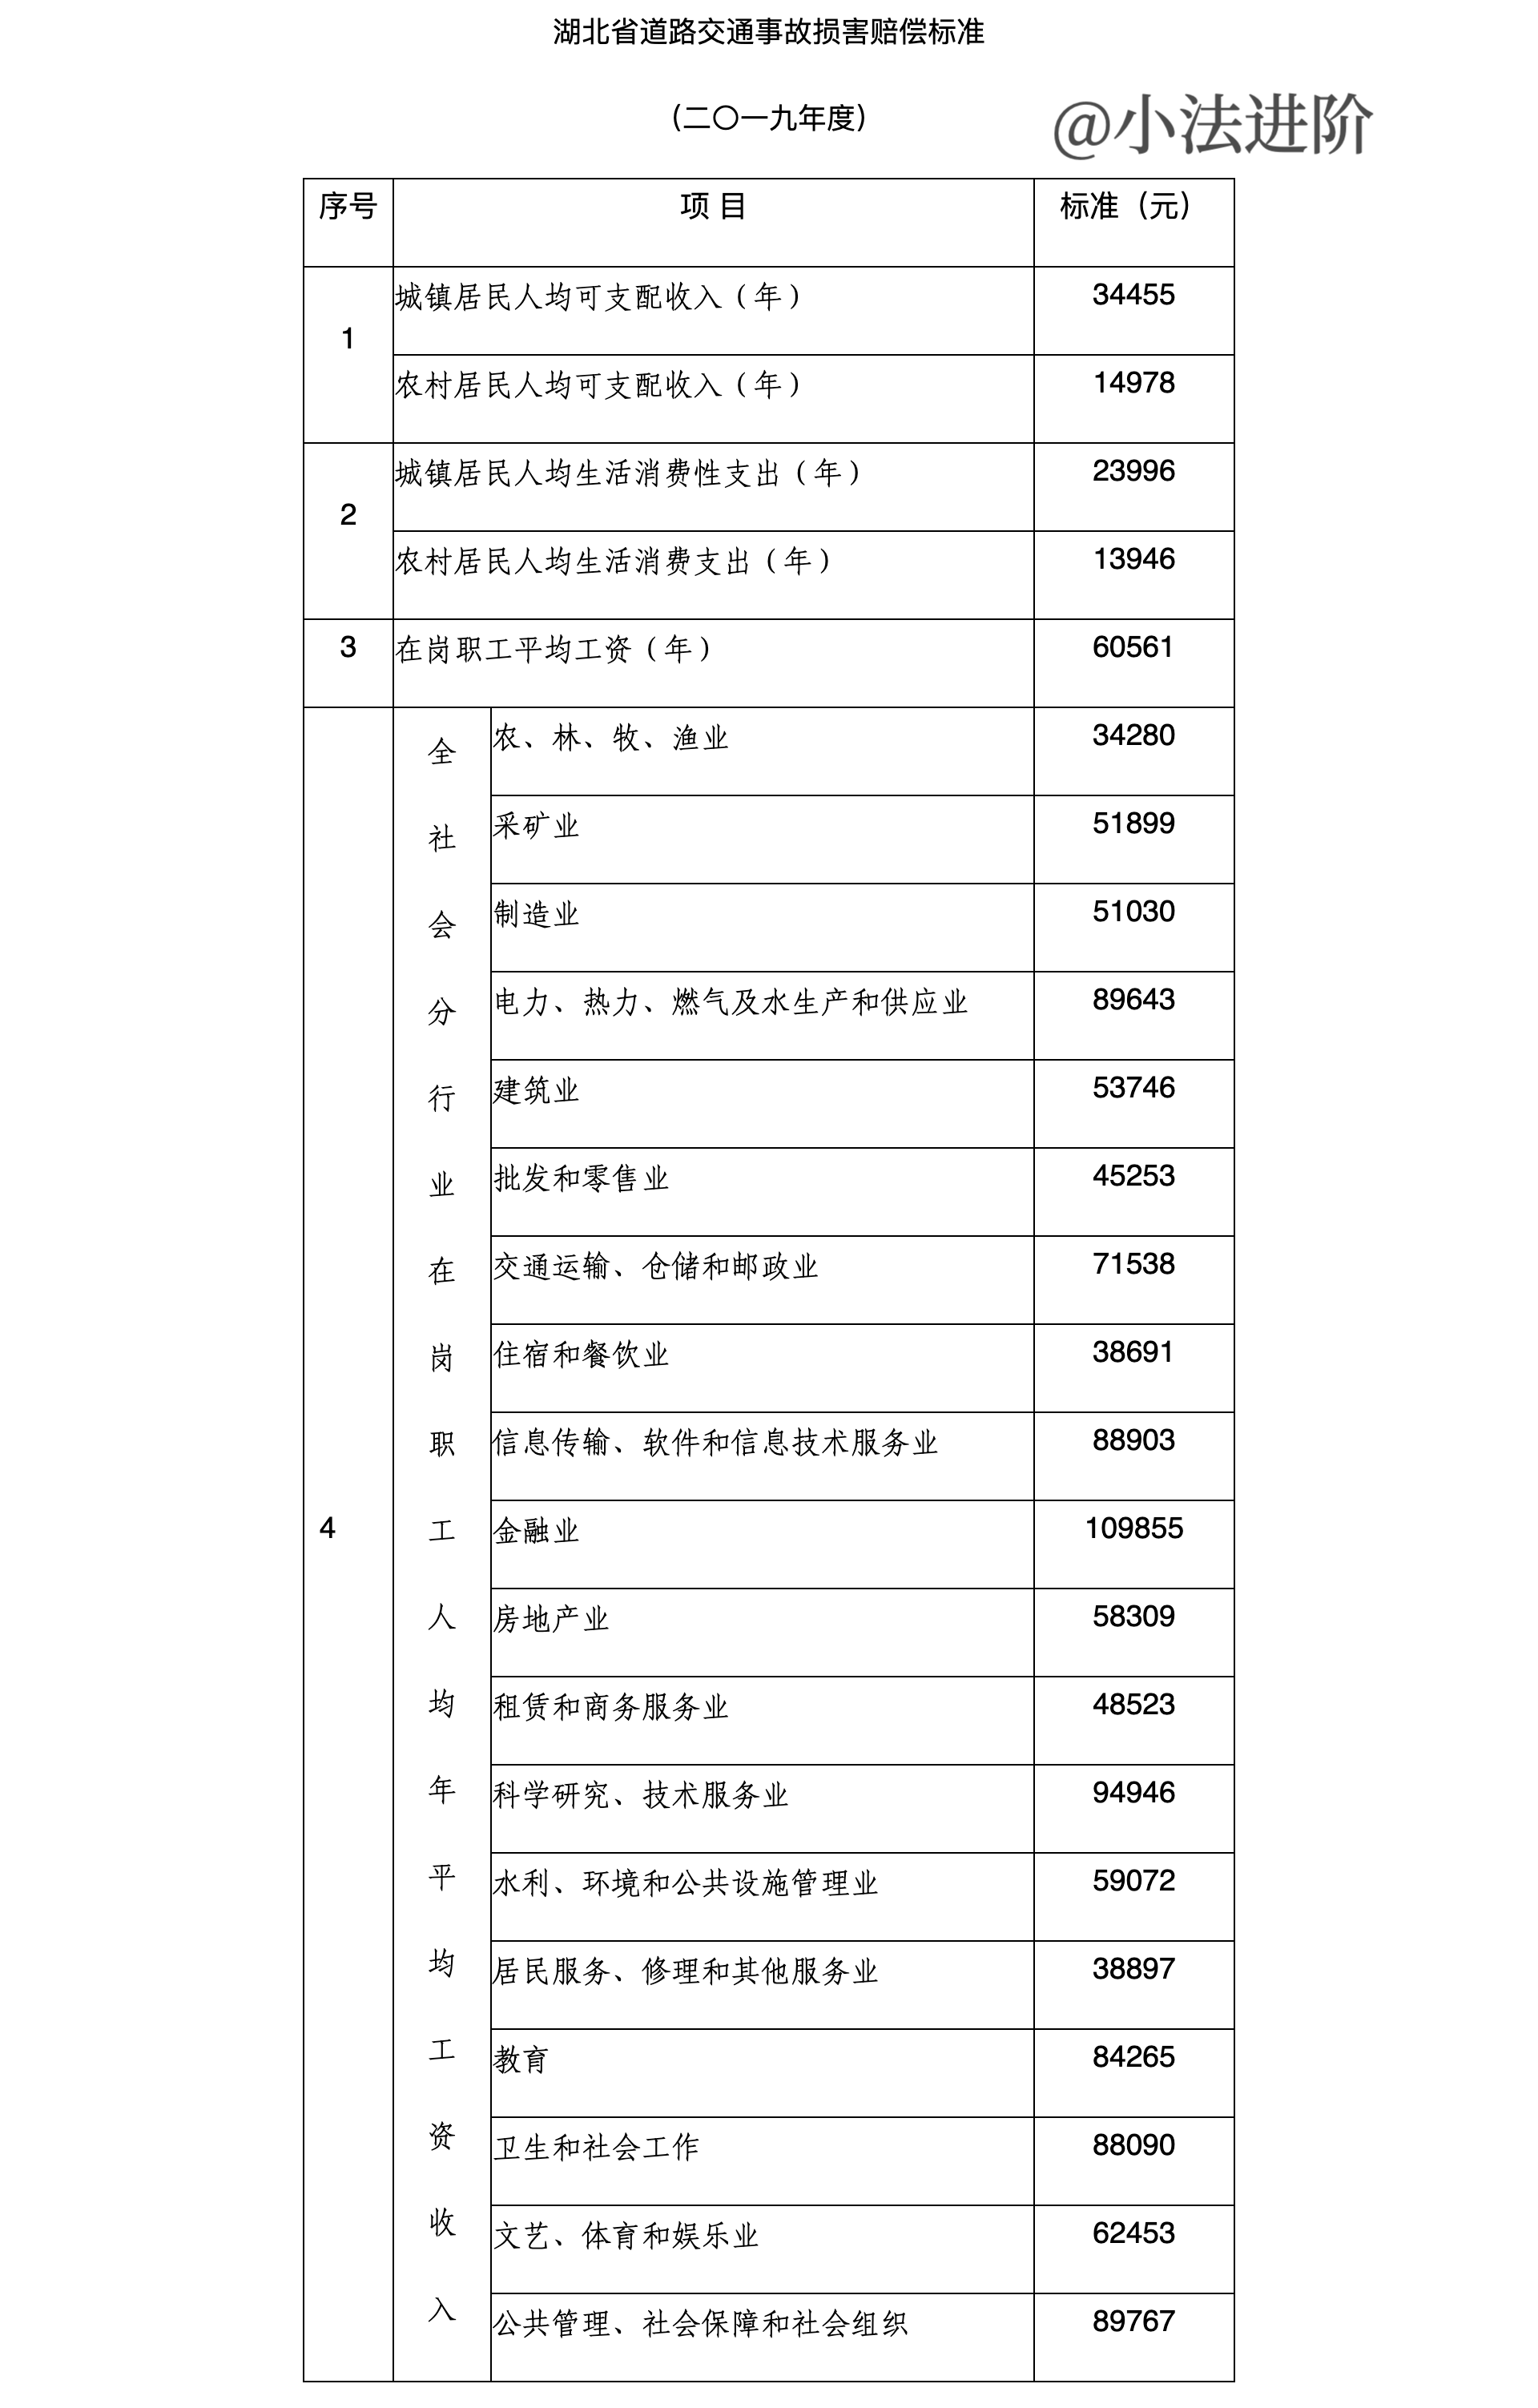 湖北省道路交通事故损害赔偿标准
(二〇一九年度)
@小法进阶
序号 项 目 标准（元）
1 城镇居民人均可支配收入（年） 34455
农村居民人均可支配收入（年） 14978
2 城镇居民人均生活消费性支出（年） 23996
农村居民人均生活消费支出（年） 13946
3 在岗职工平均工资（年） 60561
4 全社会分行业在岗职工人均年平均工资收入
农、林、牧、渔业 34280
采矿业 51899
制造业 51030
电力、热力、燃气及水生产和供应业 89643
建筑业 53746
批发和零售业 45253
交通运输、仓储和邮政业 71538
住宿和餐饮业 38691
信息传输、软件和信息技术服务业 88903
金融业 109855
房地产业 58309
租赁和商务服务业 48523
科学研究、技术服务业 94946
水利、环境和公共设施管理业 59072
居民服务、修理和其他服务业 38897
教育 84265
卫生和社会工作 88090
文艺、体育和娱乐业 62453
公共管理、社会保障和社会组织 89767